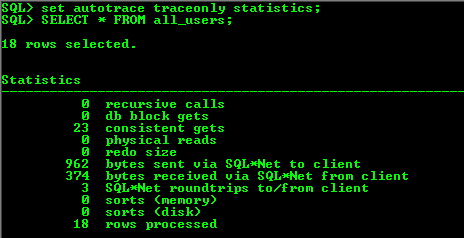 SQL> set autotrace traceonly statistics;
SQL> SELECT * FROM all_users;
18 rows selected.
Statistics
----------------------------------------------------------
0 recursive calls
0 db block gets
23 consistent gets
0 physical reads
0 redo size
962 bytes sent via SQL*Net to client
374 bytes received via SQL*Net from client
3 SQL*Net roundtrips to/from client
0 sorts (memory)
0 sorts (disk)
18 rows processed